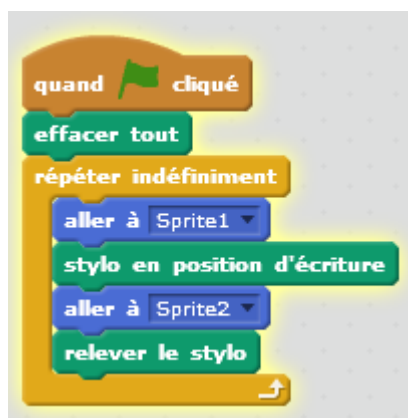 quand cliqué
effacer tout
répéter indéfiniment
aller à Sprite1
stylo en position d'écriture
aller à Sprite2
relever le stylo